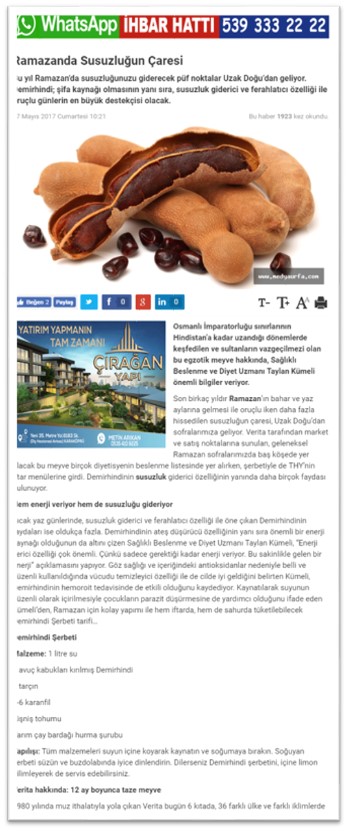 WhatsApp İHBAR HATTI 539 333 22 22
Ramazanda Susuzluğun Çaresi
u yıl Ramazan'da susuzluğunuzu giderecek püf noktalar Uzak Doğu'dan geliyor.
emirhindi; şifa kaynağı olmasının yanı sıra, susuzluk giderici ve ferahlatıcı özelliği ile
ruçlu günlerin en büyük destekçisi olacak.
7 Mayıs 2017 Cumartesi 10:21
Bu haber 1923 kez okundu.
www.medyaurfa.com
Beğen 2 Paylaş 0 0 in 0 T- T+ A
YATIRIM YAPMANIN
TAM ZAMANI
ÇIRAĞAN
YAPI
METİN ARIKAN
Osmanlı İmparatorluğu sınırlarının
Hindistan'a kadar uzandığı dönemlerde
keşfedilen ve sultanların vazgeçilmezi olan
bu egzotik meyve hakkında, Sağlıklı
Beslenme ve Diyet Uzmanı Taylan Kümeli
önemli bilgiler veriyor.
Son birkaç yıldır Ramazan'ın bahar ve yaz
aylarına gelmesi ile oruçlu iken daha fazla
hissedilen susuzluğun çaresi, Uzak Doğu'dan
sofralarımıza geliyor. Verita tarafından market
ve satış noktalarına sunulan, geleneksel
Ramazan sofralarımızda baş köşede yer
lacak bu meyve birçok diyetisyenin beslenme listesinde yer alırken, şerbetiyle de THY'nin
tar menülerine girdi. Demirhindinin susuzluk giderici özelliğinin yanında daha birçok faydası
ulunuyor.
em enerji veriyor hem de susuzluğu gideriyor
ıcak yaz günlerinde, susuzluk giderici ve ferahlatıcı özelliği ile öne çıkan Demirhindinin
ydaları ise oldukça fazla. Demirhindinin ateş düşürücü özelliğinin yanı sıra önemli bir enerji
aynağı olduğunun da altını çizen Sağlıklı Beslenme ve Diyet Uzmanı Taylan Kümeli, "Enerji
erici özelliği çok önemli. Çünkü sadece gerektiği kadar enerji veriyor. Bu sakinlikle gelen bir
nerji" açıklamasını yapıyor. Göz sağlığı ve içeriğindeki antioksidanlar nedeniyle belli ve
üzenli kullanıldığında vücudu temizleyici özelliği ile de cilde iyi geldiğini belirten Kümeli,
emirhindinin hemoroit tedavisinde de etkili olduğunu kaydediyor. Kaynatılarak suyunun
üzenli olarak içirilmesiyle çocukların parazit düşürmesine de yardımcı olduğunu ifade eden
ümeli'den, Ramazan için kolay yapımı ile hem iftarda, hem de sahurda tüketilebilecek
emirhindi Şerbeti tarifi...
emirhindi Şerbeti
alzeme: 1 litre su
avuç kabukları kırılmış Demirhindi
tarçın
-6 karanfil
işniş tohumu
arım çay bardağı hurma şurubu
apılışı: Tüm malzemeleri suyun içine koyarak kaynatın ve soğumaya bırakın. Soğuyan
erbeti süzün ve buzdolabında iyice dinlendirin. Dilerseniz Demirhindi şerbetini, içine limon
ilimleyerek de servis edebilirsiniz.
erita hakkında: 12 ay boyunca taze meyve
980 yılında muz ithalatıyla yola çıkan Verita bugün 6 kıtada, 36 farklı ülke ve farklı iklimlerde